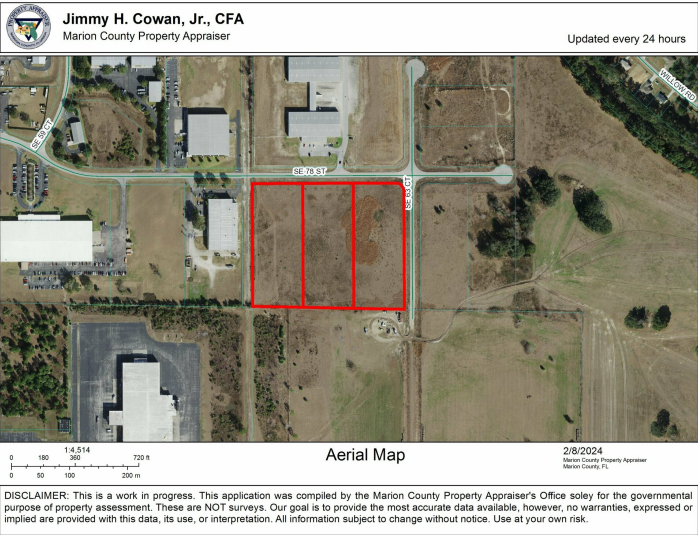 Jimmy H. Cowan, Jr., CFA
Marion County Property Appraiser
Updated every 24 hours
WILLOW RD
SE 59 CT
SE 78 ST
SE 63 CT
1:4,514
0 180 360 720 ft
0 50 100 200 m
Aerial Map
2/8/2024
Marion County Property Appraiser
Marion County, FL
DISCLAIMER: This is a work in progress. This application was compiled by the Marion County Property Appraiser's Office soley for the governmental
purpose of property assessment. These are NOT surveys. Our goal is to provide the most accurate data available, however, no warranties, expressed or
implied are provided with this data, its use, or interpretation. All information subject to change without notice. Use at your own risk.